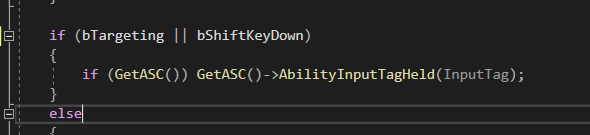 if (bTargeting || bShiftKeyDown)
{
if (GetASC()) GetASC()->AbilityInputTagHeld(InputTag);
}
else
{